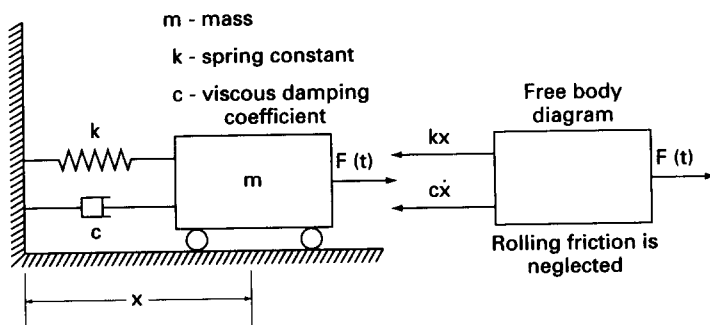 m - mass
k - spring constant
c - viscous damping
coefficient
k
m
F (t)
c
x
Free body
diagram
kx
cẋ
F (t)
Rolling friction is
neglected